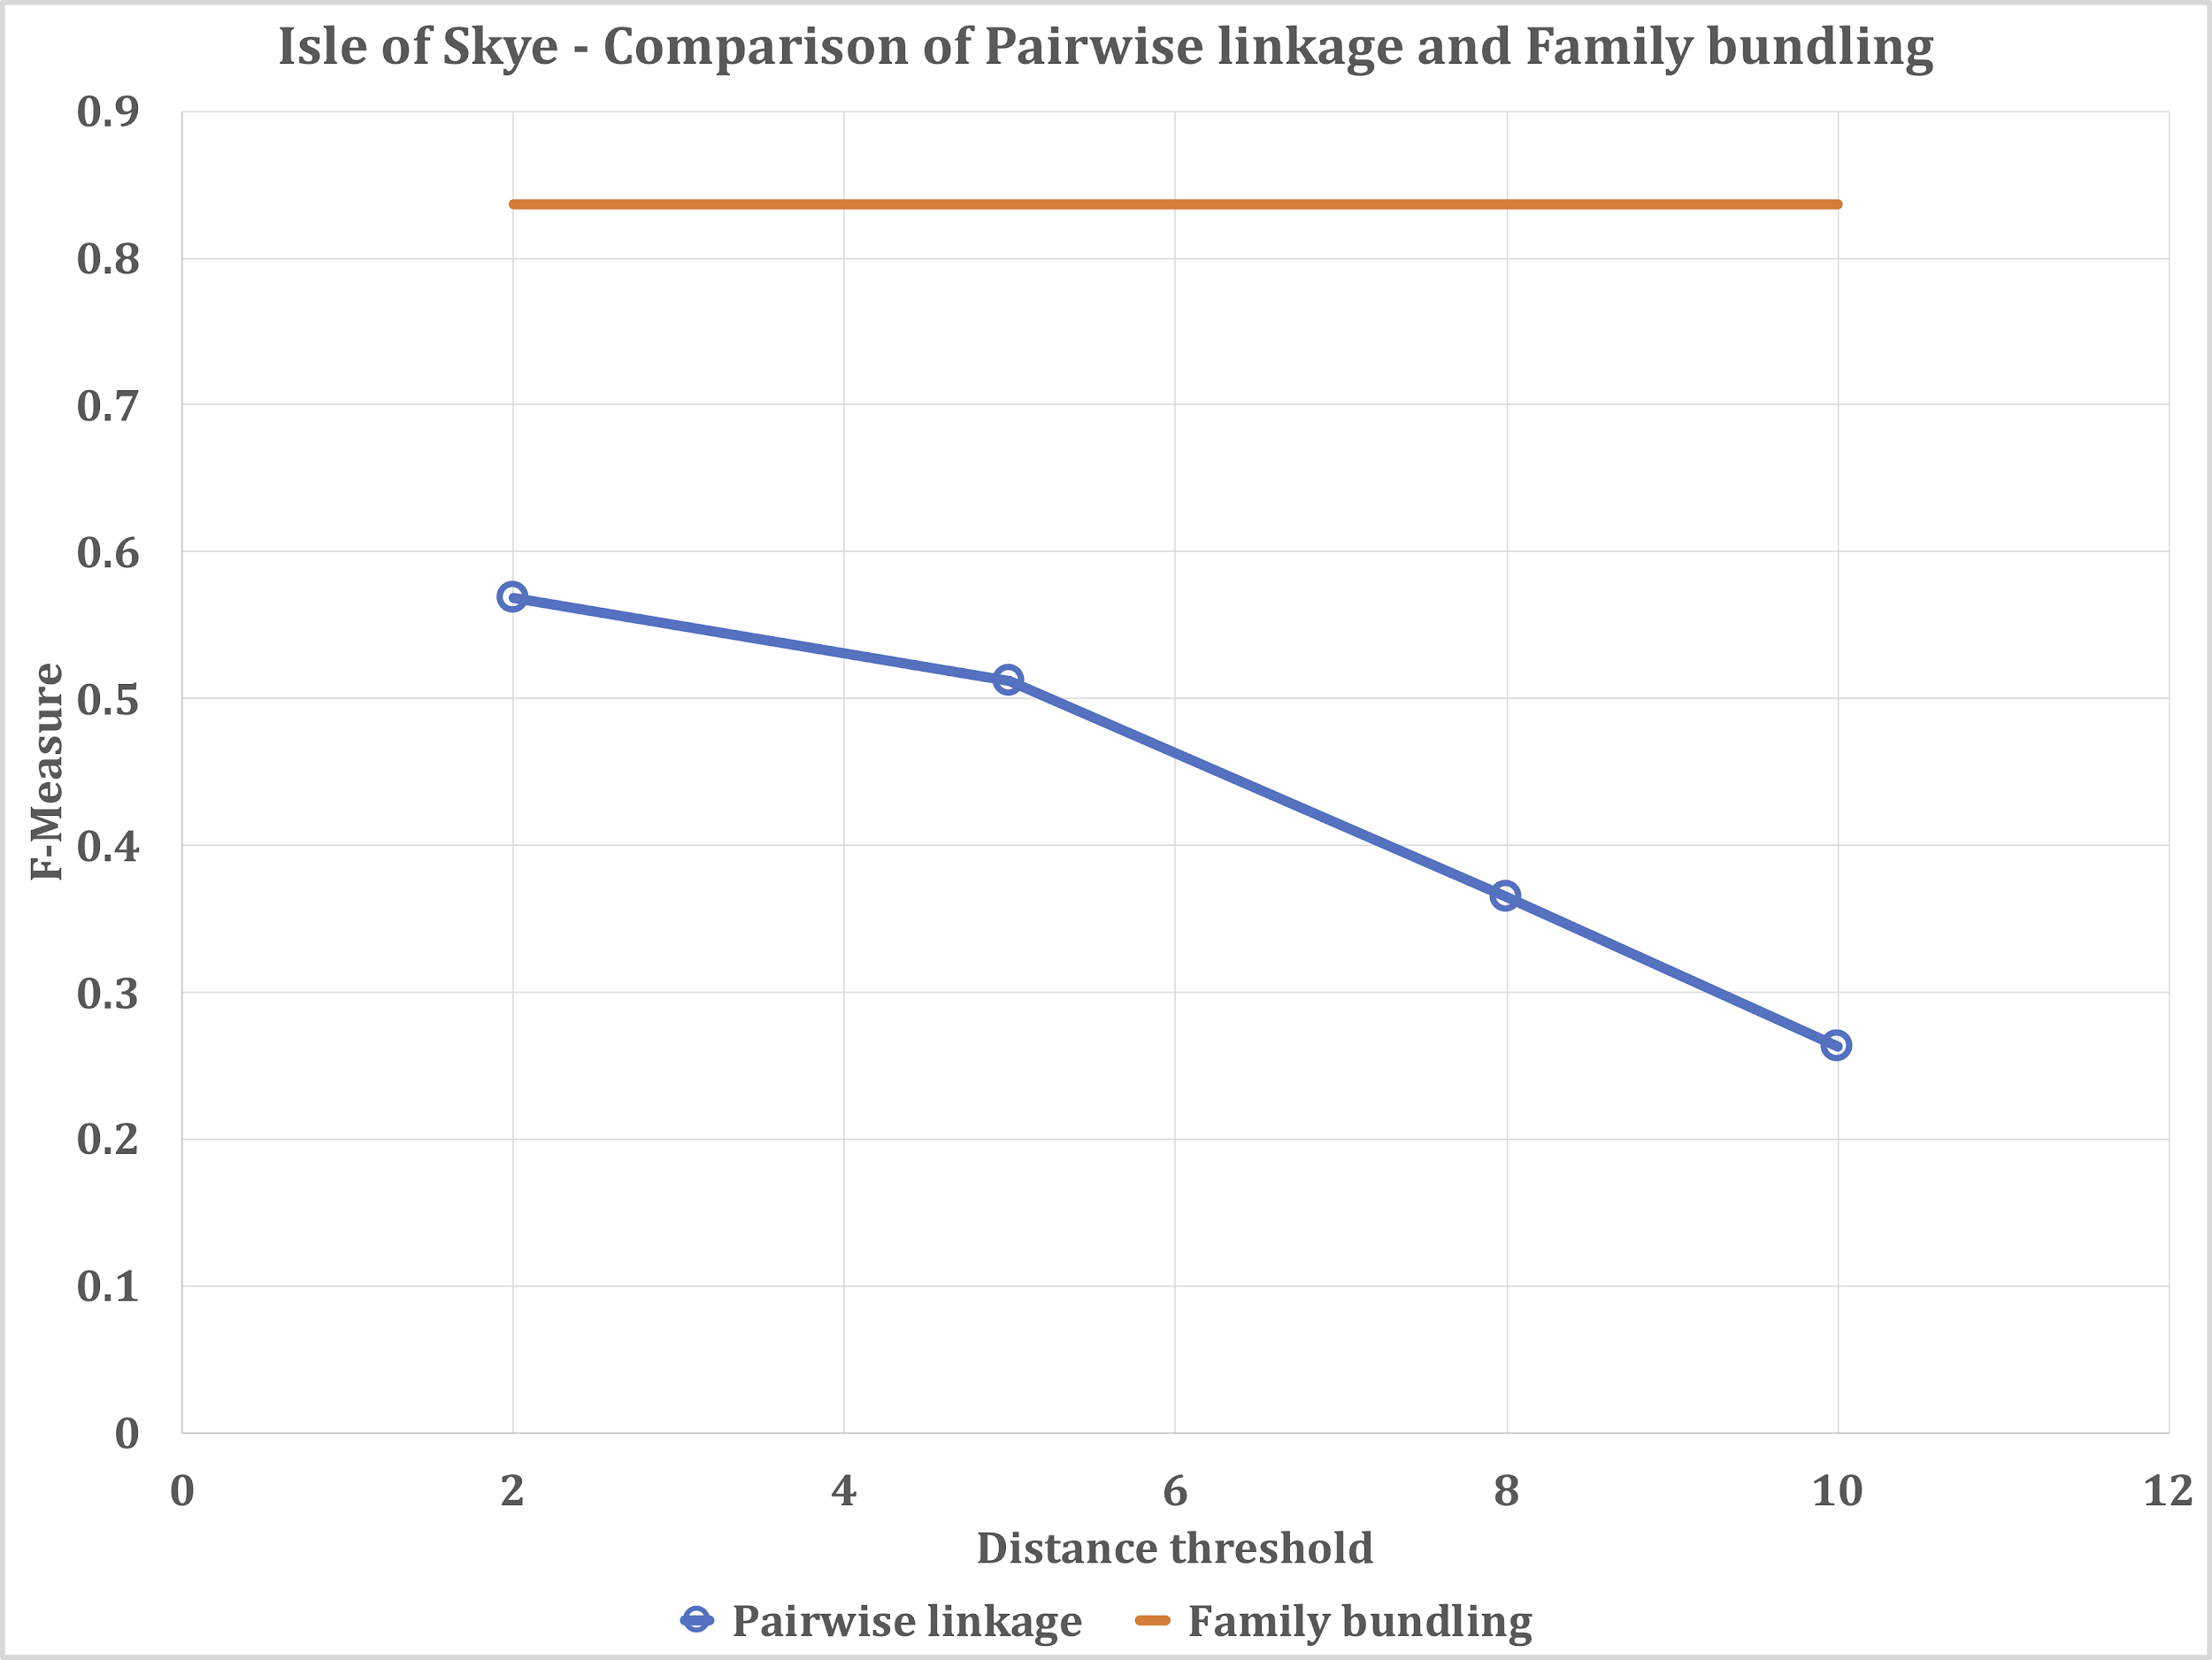 Isle of Skye - Comparison of Pairwise linkage and Family bundling
0.9
0.8
0.7
0.6
0.5
0.4
0.3
0.2
0.1
0
F-Measure
0 2 4 6 8 10 12
Distance threshold
Pairwise linkage Family bundling